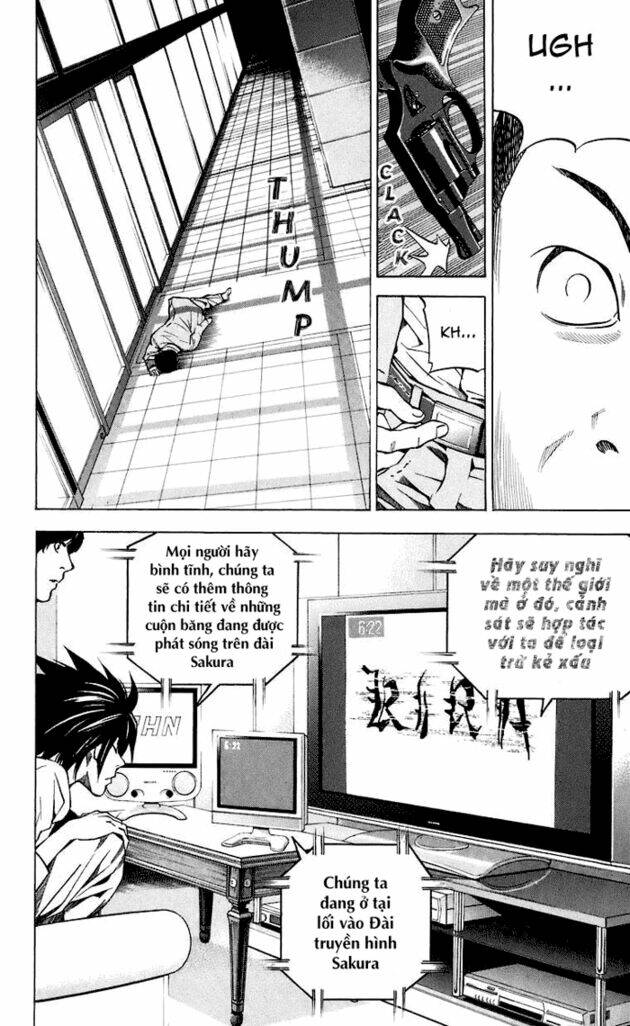 UGH
...
CLACK
KH...
THUMP
Hãy suy nghĩ
về một thế giới
mà ở đó, cảnh
sát sẽ hợp tác
với ta để loại
trừ kẻ xấu
Mọi người hãy
bình tĩnh, chúng ta
sẽ có thêm thông
tin chi tiết về những
cuộn băng đang được
phát sóng trên đài
Sakura
6:22
KIRA
HN
6:22
Chúng ta
đang ở tại
lối vào Đài
truyền hình
Sakura